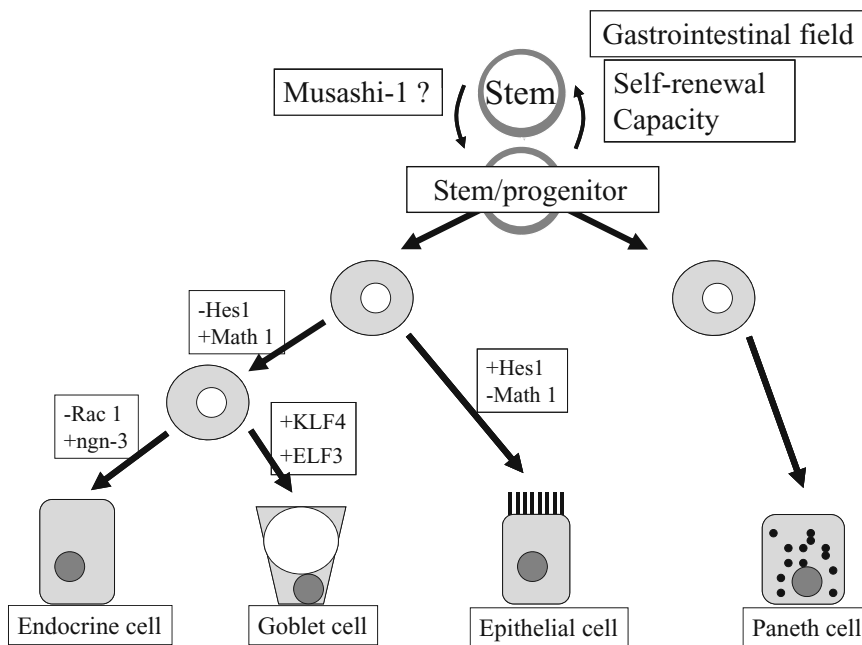 Gastrointestinal field
Musashi-1 ?
Stem
Self-renewal
Capacity
Stem/progenitor
-Hes1
+Math 1
+Hes1
-Math 1
-Rac 1
+ngn-3
+KLF4
+ELF3
Endocrine cell
Goblet cell
Epithelial cell
Paneth cell